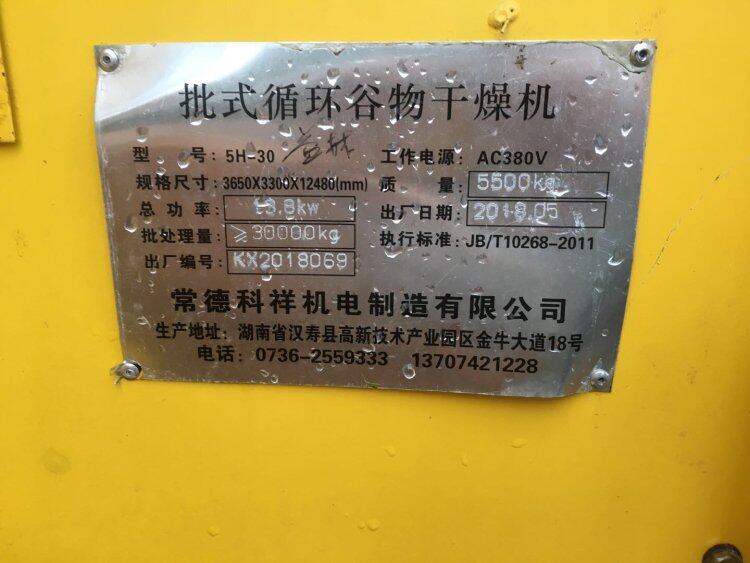 批式循环谷物干燥机
型 号: 5H-30 工作电源: AC380V
规格尺寸: 3650X3300X12480(mm) 质 量: 5500kg
总 功 率: 13.8kw 出厂日期: 2018.05
批处理量: ≥30000kg 执行标准: JB/T10268-2011
出厂编号: KX2018069
常德科祥机电制造有限公司
生产地址: 湖南省汉寿县高新技术产业园区金牛大道18号
电话: 0736-2559333 13707421228